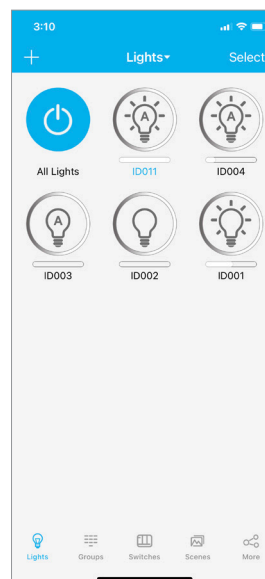 3:10
Lights
Select
A
A
All Lights
ID011
ID004
A
ID003
ID002
ID001
Lights
Groups
Switches
Scenes
More